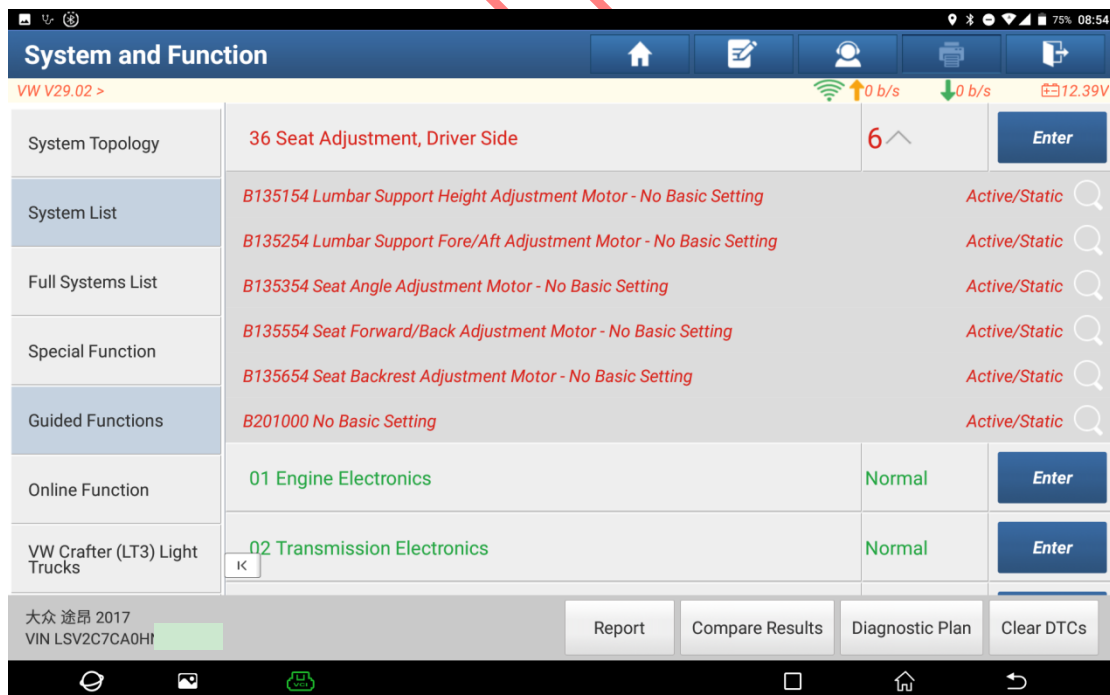 75% 08:54
System and Function
VW V29.02 >
0 b/s
0 b/s
12.39V
System Topology
System List
Full Systems List
Special Function
Guided Functions
Online Function
VW Crafter (LT3) Light
Trucks
36 Seat Adjustment, Driver Side
6
Enter
B135154 Lumbar Support Height Adjustment Motor - No Basic Setting
Active/Static
B135254 Lumbar Support Fore/Aft Adjustment Motor - No Basic Setting
Active/Static
B135354 Seat Angle Adjustment Motor - No Basic Setting
Active/Static
B135554 Seat Forward/Back Adjustment Motor - No Basic Setting
Active/Static
B135654 Seat Backrest Adjustment Motor - No Basic Setting
Active/Static
B201000 No Basic Setting
Active/Static
01 Engine Electronics
Normal
Enter
02 Transmission Electronics
Normal
Enter
大众 途昂 2017
VIN LSV2C7CA0H
Report
Compare Results
Diagnostic Plan
Clear DTCs
VCI